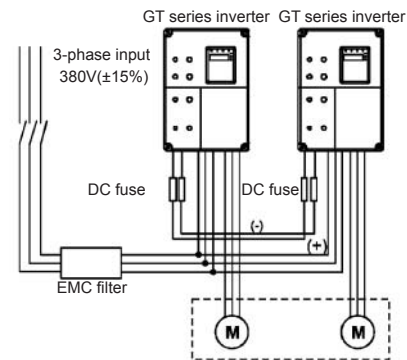 GT series inverter GT series inverter
3-phase input
380V(±15%)
DC fuse DC fuse
(-)
(+)
EMC filter
M M